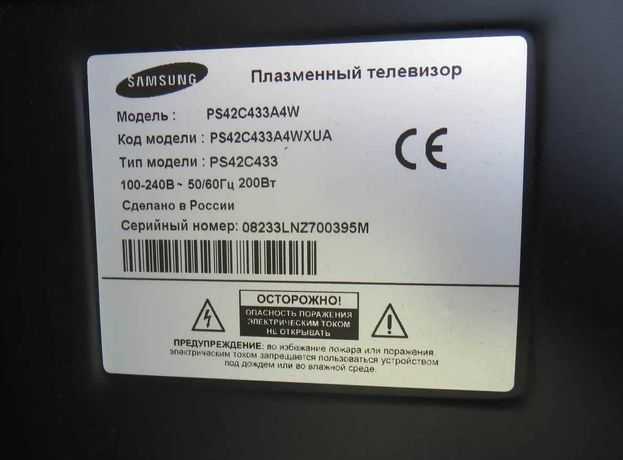 SAMSUNG
Плазменный телевизор
Модель : PS42C433A4W
Код модели : PS42C433A4WXUA
Тип модели : PS42C433
100-240В~ 50/60Гц 200Вт
Сделано в России
Серийный номер: 08233LNZ700395M
CE
ОСТОРОЖНО!
ОПАСНОСТЬ ПОРАЖЕНИЯ
ЭЛЕКТРИЧЕСКИМ ТОКОМ
НЕ ОТКРЫВАТЬ
ПРЕДУПРЕЖДЕНИЕ: во избежание пожара или поражения
электрическим током запрещается пользоваться устройством
под дождем или во влажной среде.